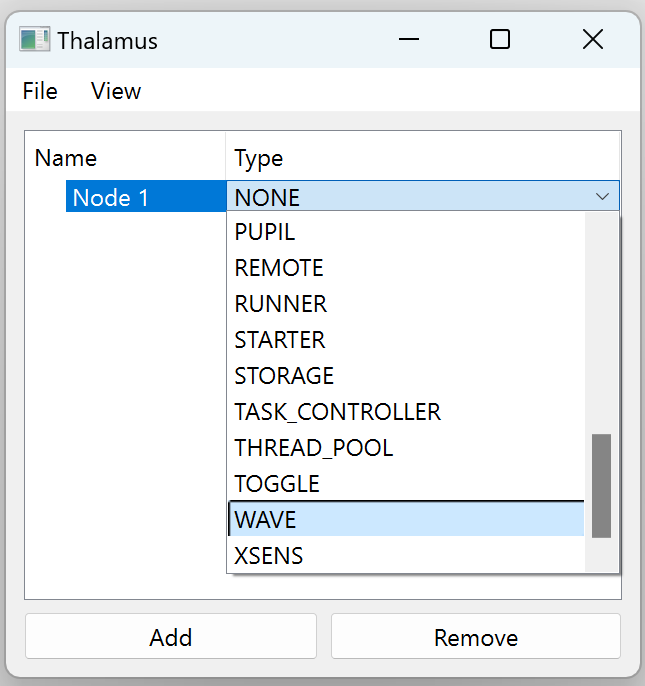 Thalamus
File View
Name Type
Node 1 NONE
PUPIL
REMOTE
RUNNER
STARTER
STORAGE
TASK_CONTROLLER
THREAD_POOL
TOGGLE
WAVE
XSENS
Add Remove